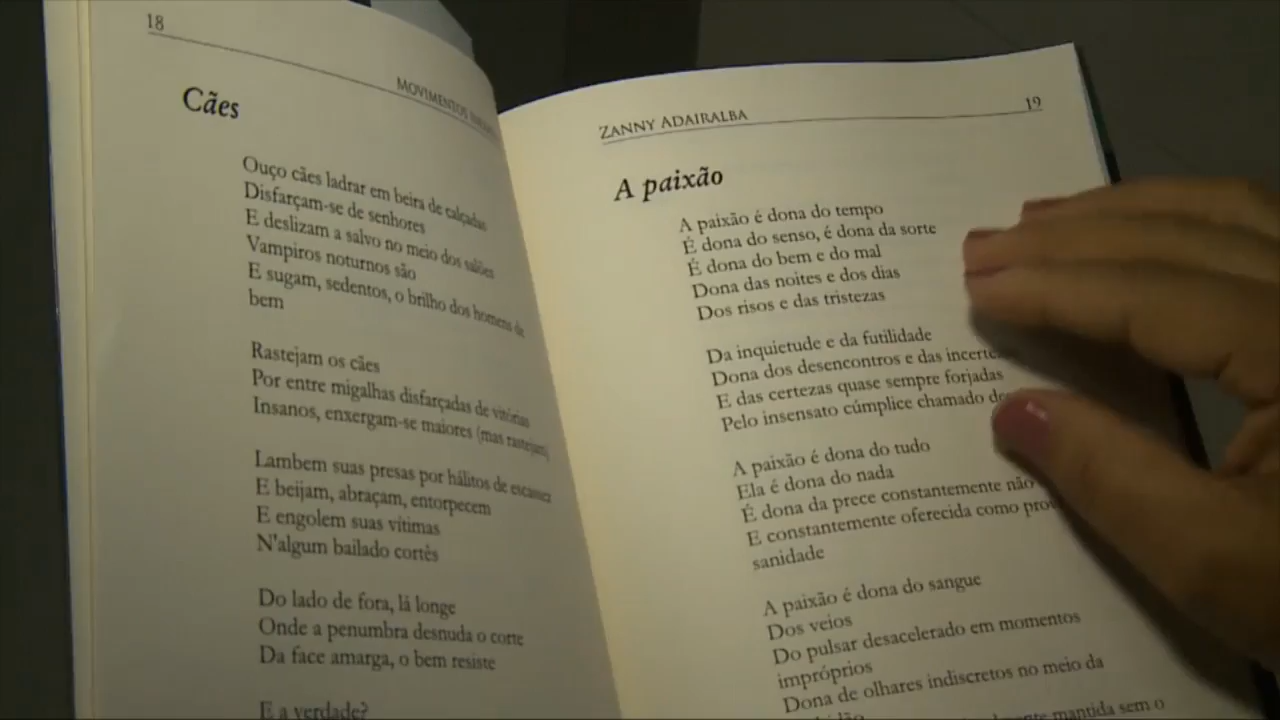 18
MOVIMENTOS
Cães
Ouço cães ladrar em beira de calçadas
Disfarçam-se de senhores
E deslizam a salvo no meio dos salões
Vampiros noturnos são
E sugam, sedentos, o brilho dos homens de
bem
Rastejam os cães
Por entre migalhas disfarçadas de vitórias
Insanos, enxergam-se maiores (mas rastejam)
Lambem suas presas por hálitos de escassez
E beijam, abraçam, entorpecem
E engolem suas vítimas
N'algum bailado cortês
Do lado de fora, lá longe
Onde a penumbra desnuda o corte
Da face amarga, o bem resiste
E a verdade?
ZANNY ADAIRALBA
19
A paixão
A paixão é dona do tempo
É dona do senso, é dona da sorte
É dona do bem e do mal
Dona das noites e dos dias
Dos risos e das tristezas
Da inquietude e da futilidade
Dona dos desencontros e das
E das certezas quase sempre forjadas
Pelo insensato cúmplice chamado
A paixão é dona do tudo
Ela é dona do nada
É dona da prece constantemente não
E constantemente oferecida como
sanidade
A paixão é dona do sangue
Dos veios
Do pulsar desacelerado em momentos
impróprios
Dona de olhares indiscretos no meio da
mantida sem o